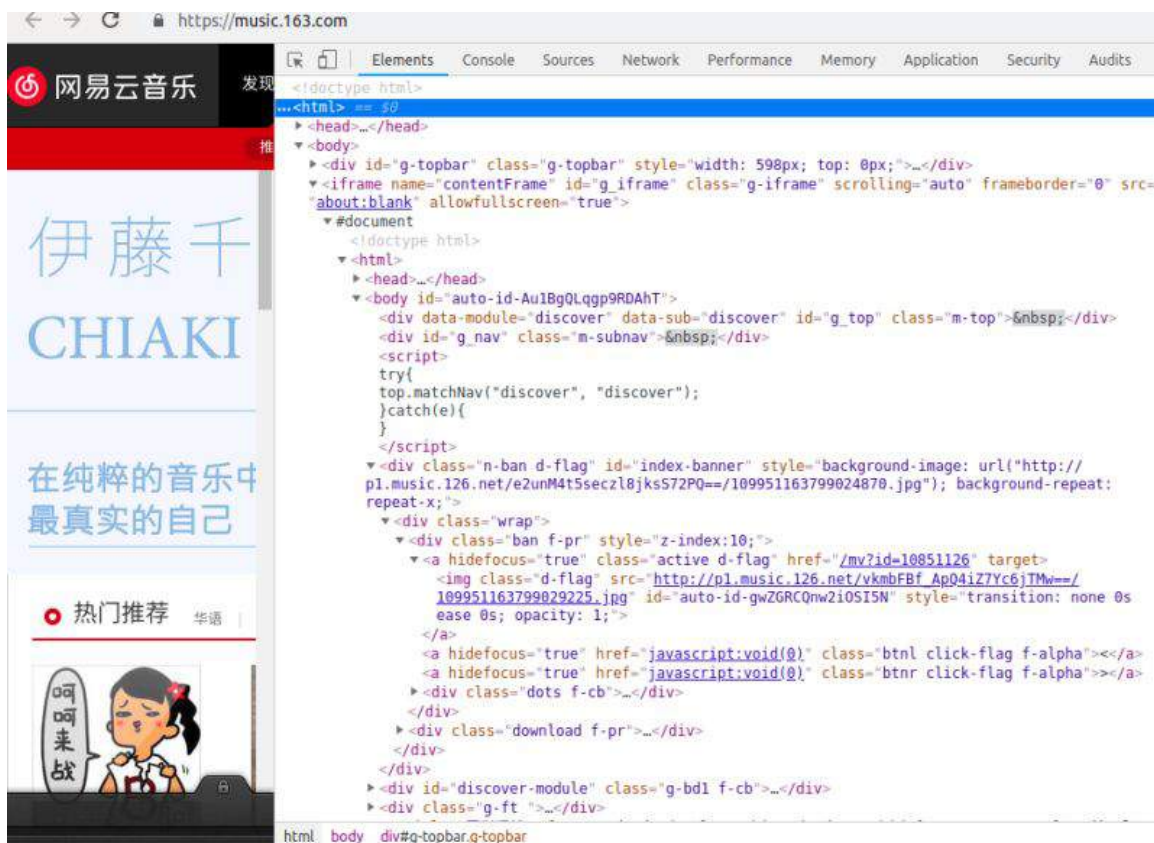 https://music.163.com
网易云音乐
发现
推
伊藤千
CHIAKI
在纯粹的音乐中
最真实的自己
热门推荐 华语
呵
呵
来
战
Elements Console Sources Network Performance Memory Application Security Audits
<!doctype html>
...<html> == $0
<head>…</head>
<body>
<div id="g-topbar" class="g-topbar" style="width: 598px; top: 0px;">…</div>
<iframe name="contentFrame" id="g_iframe" class="g-iframe" scrolling="auto" frameborder="0" src=
"about:blank" allowfullscreen="true">
#document
<!doctype html>
<html>
<head>…</head>
<body id="auto-id-Au1BgQLqgp9RDAhT">
<div data-module="discover" data-sub="discover" id="g_top" class="m-top">&nbsp;</div>
<div id="g_nav" class="m-subnav">&nbsp;</div>
<script>
try{
top.matchNav("discover", "discover");
}catch(e){
}
</script>
<div class="n-ban d-flag" id="index-banner" style="background-image: url("http://
p1.music.126.net/e2unM4t5seczl8jksS72PQ==/109951163799024870.jpg"); background-repeat:
repeat-x;">
<div class="wrap">
<div class="ban f-pr" style="z-index:10;">
<a hidefocus="true" class="active d-flag" href="/mv?id=10851126" target>
<img class="d-flag" src="http://p1.music.126.net/vkmbFBf_ApQ4iZ7Yc6jTMw==/
109951163799029225.jpg" id="auto-id-gwZGRCQnw2iOSI5N" style="transition: none 0s
ease 0s; opacity: 1;">
</a>
<a hidefocus="true" href="javascript:void(0)" class="btnl click-flag f-alpha"><</a>
<a hidefocus="true" href="javascript:void(0)" class="btnr click-flag f-alpha">></a>
<div class="dots f-cb">…</div>
</div>
<div class="download f-pr">…</div>
</div>
</div>
<div id="discover-module" class="g-bd1 f-cb">…</div>
<div class="g-ft ">…</div>
html body div#g-topbar.g-topbar